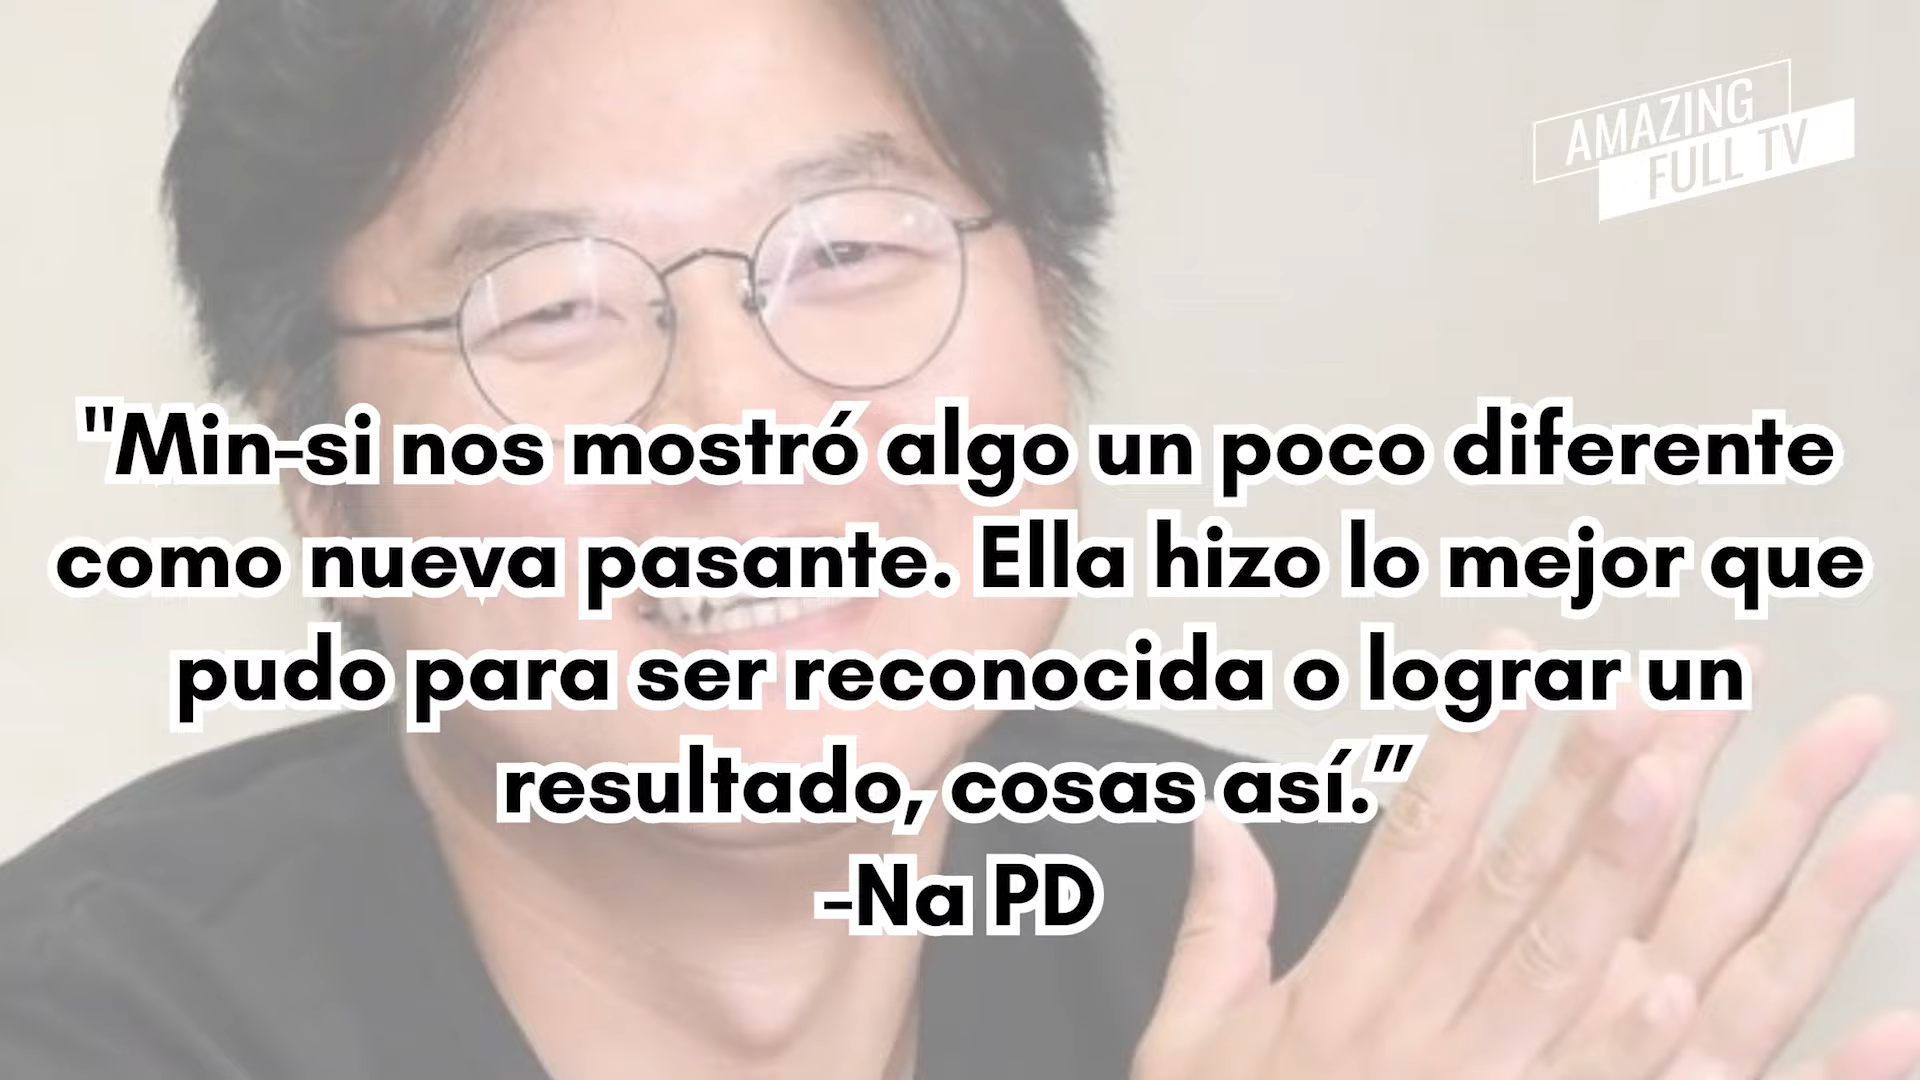 AMAZING
FULL TV
"Min-si nos mostró algo un poco diferente
como nueva pasante. Ella hizo lo mejor que
pudo para ser reconocida o lograr un
resultado, cosas así.”
-Na PD